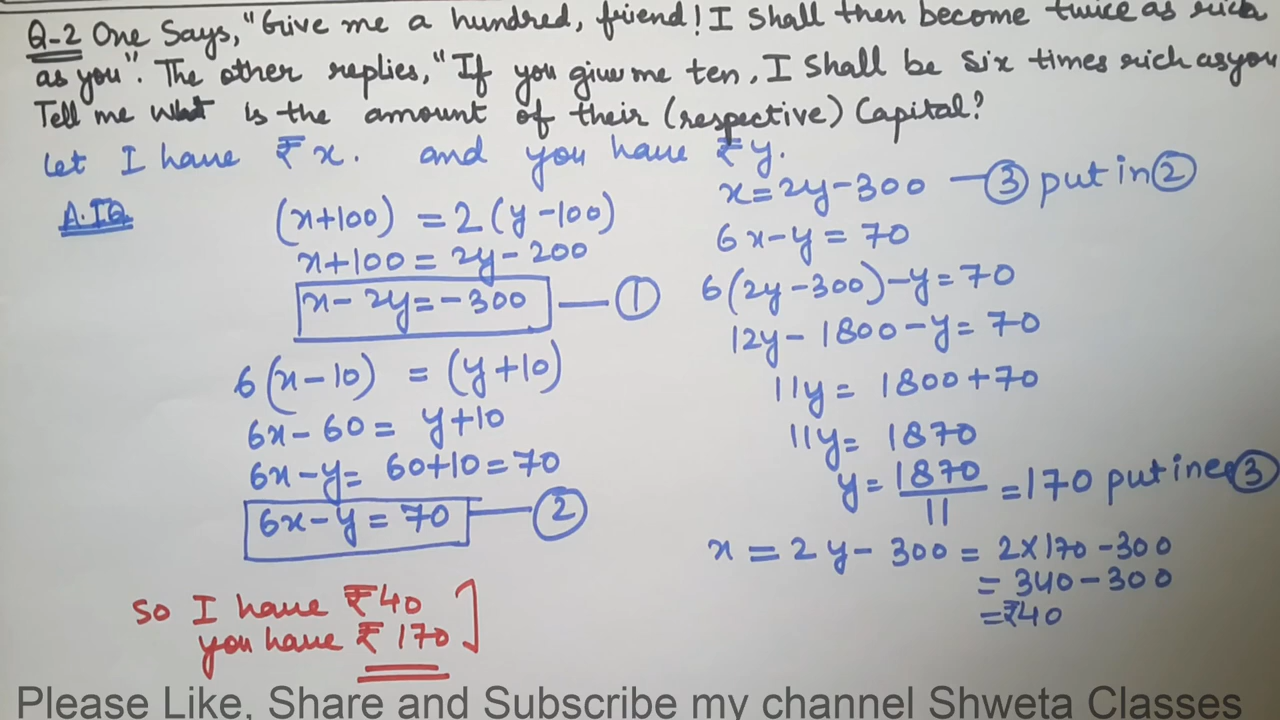 Q-2 One Says, "Give me a hundred, friend! I Shall then become twice as rich
as you". The other replies, "If you give me ten, I Shall be Six times rich as you
Tell me what is the amount of their (respective) Capital?
Let I have ₹ x. and you have ₹ y.
A.T.Q
(x+100) = 2(y-100)
x+100 = 2y-200
x-2y=-300 — ①
6(x-10) = (y+10)
6x-60= y+10
6x-y= 60+10=70
6x-y=70 — ②
So I have ₹40
you have ₹170
x=2y-300 — ③ put in ②
6x-y=70
6(2y-300)-y=70
12y-1800-y=70
11y= 1800+70
11y= 1870
y= 1870/11 =170 put in eq ③
x = 2y-300 = 2×170-300
= 340-300
=₹40
Please Like, Share and Subscribe my channel Shweta Classes